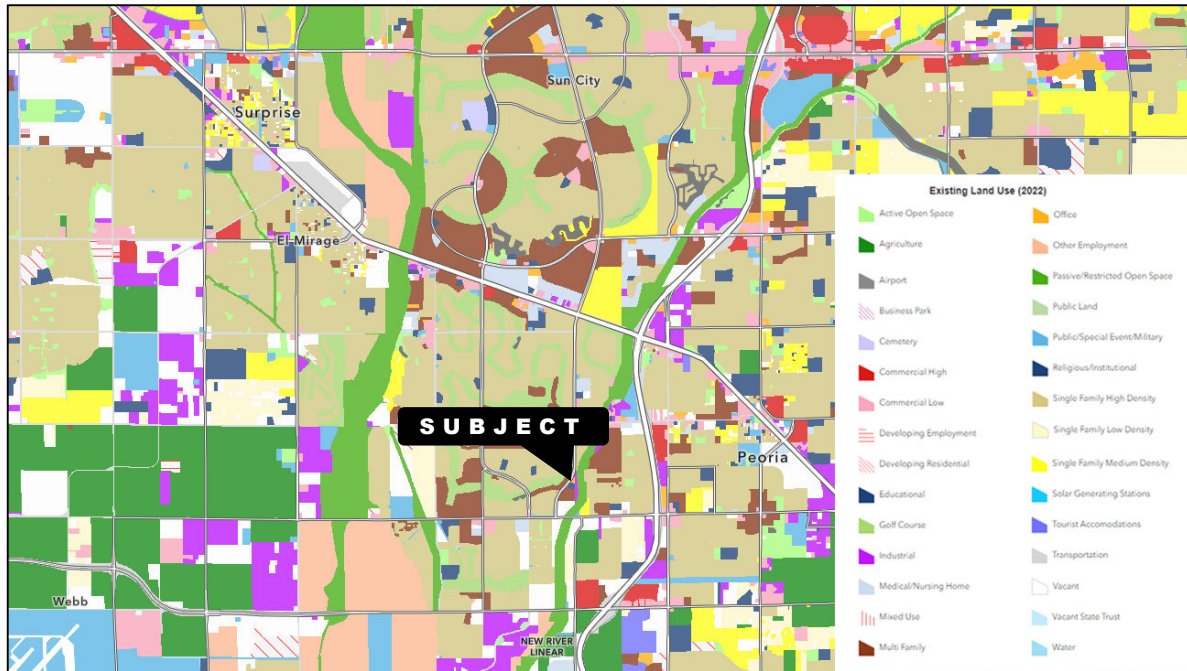 Sun City
Surprise
El Mirage
SUBJECT
Peoria
Webb
NEW RIVER
LINEAR
Existing Land Use (2022)
Active Open Space
Agriculture
Airport
Business Park
Cemetery
Commercial High
Commercial Low
Developing Employment
Developing Residential
Educational
Golf Course
Industrial
Medical/Nursing Home
Mixed Use
Multi Family
Office
Other Employment
Passive/Restricted Open Space
Public Land
Public/Special Event/Military
Religious/Institutional
Single Family High Density
Single Family Low Density
Single Family Medium Density
Solar Generating Stations
Tourist Accomodations
Transportation
Vacant
Vacant State Trust
Water